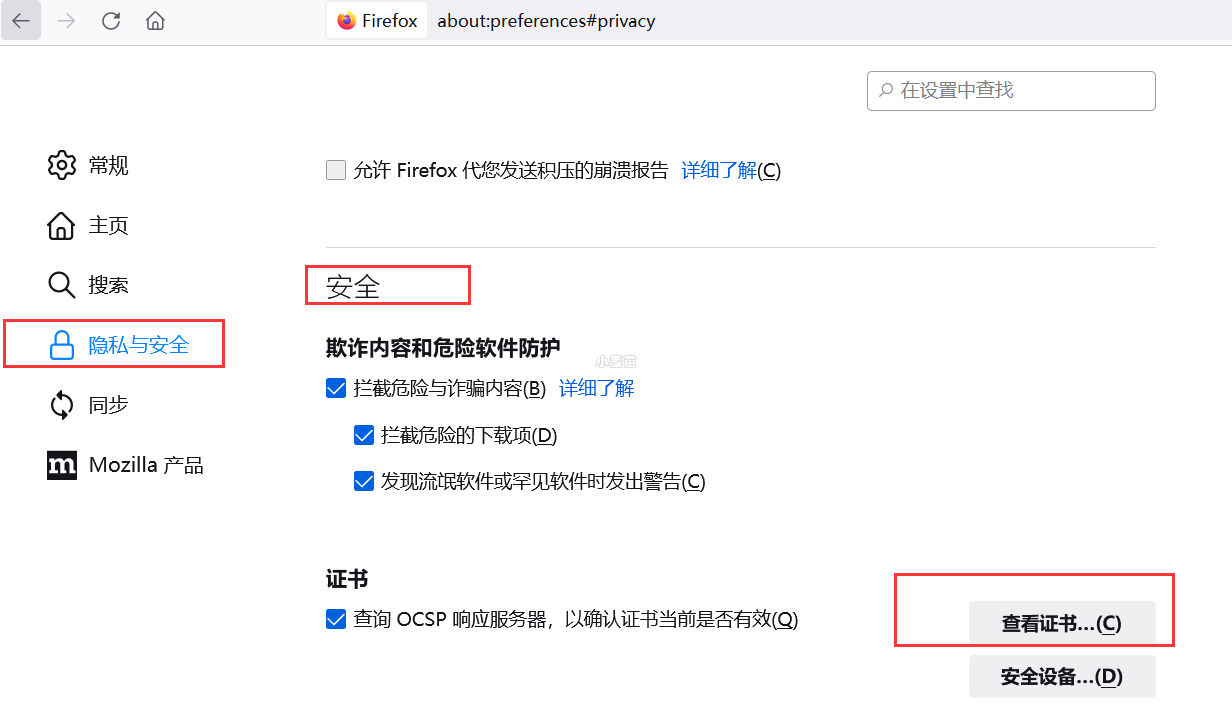 Firefox about:preferences#privacy
在设置中查找
常规
主页
搜索
隐私与安全
同步
m Mozilla 产品
允许 Firefox 代您发送积压的崩溃报告 详细了解(C)
安全
欺诈内容和危险软件防护
小麦苗
拦截危险与诈骗内容(B) 详细了解
拦截危险的下载项(D)
发现流氓软件或罕见软件时发出警告(C)
证书
查询 OCSP 响应服务器，以确认证书当前是否有效(Q)
查看证书...(C)
安全设备...(D)